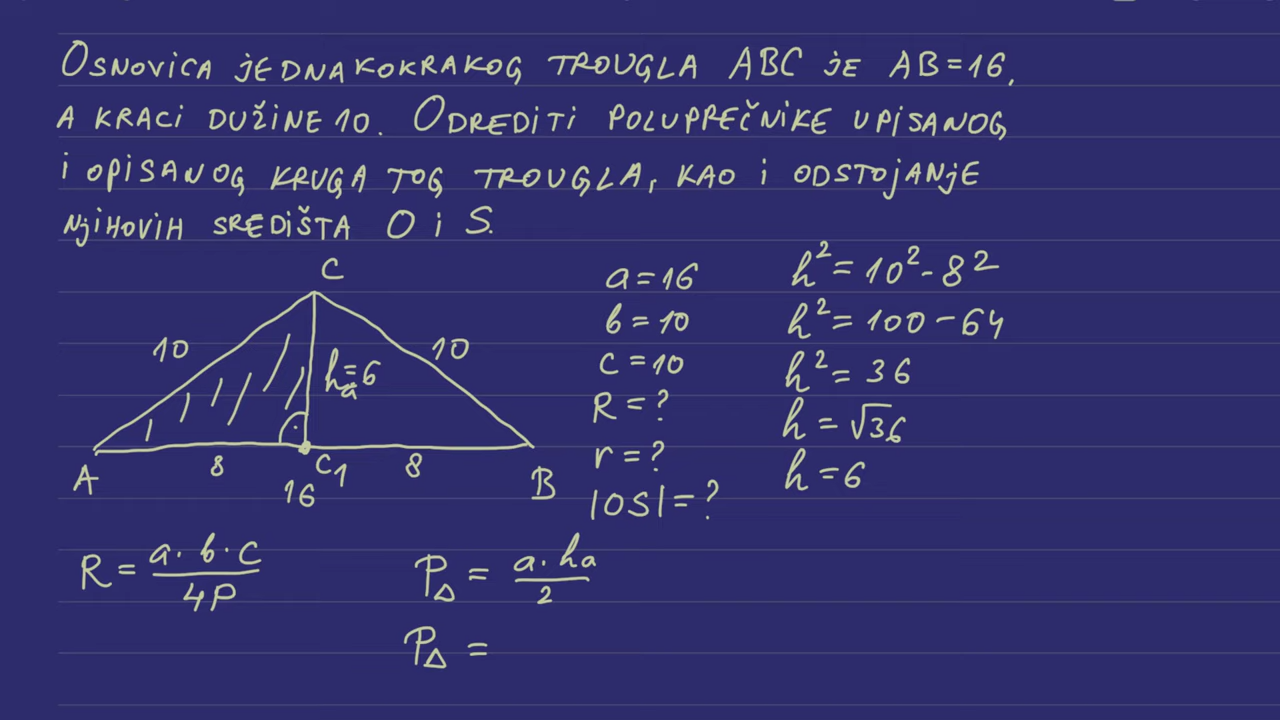 OSNOVICA JEDNAKOKRAKOG TROUGLA ABC JE AB=16,
A KRACI DUŽINE 10. ODREDITI POLUPREČNIKE UPISANOG
I OPISANOG KRUGA TOG TROUGLA, KAO I ODSTOJANJE
NJIHOVIH SREDIŠTA O I S.
C
10
10
hₐ=6
A
8
C₁
8
B
16
a=16
b=10
c=10
R=?
r=?
|OS|=?
h²=10²-8²
h²=100-64
h²=36
h=√36
h=6
R= a·b·c / 4P
P△ = a·ha / 2
P△ =